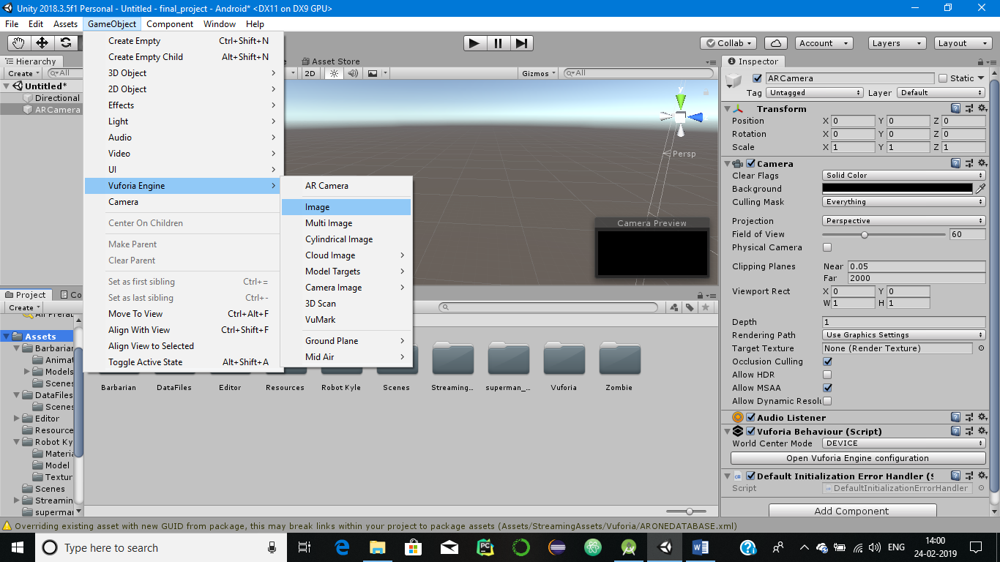 Unity 2018.3.5f1 Personal - Untitled - final_project - Android* <DX11 on DX9 GPU>
File Edit Assets GameObject Component Window Help
Collab Account Layers Layout
Hierarchy
Create All
Untitled*
Directional
ARCamera
Create Empty Ctrl+Shift+N
Create Empty Child Alt+Shift+N
3D Object
2D Object
Effects
Light
Audio
Video
UI
Vuforia Engine
Camera
Center On Children
Make Parent
Clear Parent
Set as first sibling Ctrl+=
Set as last sibling Ctrl+-
Move To View Ctrl+Alt+F
Align With View Ctrl+Shift+F
Align View to Selected
Toggle Active State Alt+Shift+A
AR Camera
Image
Multi Image
Cylindrical Image
Cloud Image
Model Targets
Camera Image
3D Scan
VuMark
Ground Plane
Mid Air
Asset Store
2D Gizmos All
y
Persp
Camera Preview
Project Co
Create
All Prefab
Assets
Barbarian
Animat
Models
Scenes
DataFiles
Scenes
Editor
Resource
Robot Ky
Materia
Model
Textur
Scenes
Streaming
superman
Barbarian DataFiles Editor Resources Robot Kyle Scenes Streaming... superman_... Vuforia Zombie
Inspector
ARCamera Static
Tag Untagged Layer Default
Transform
Position X 0 Y 0 Z 0
Rotation X 0 Y 0 Z 0
Scale X 1 Y 1 Z 1
Camera
Clear Flags Solid Color
Background
Culling Mask Everything
Projection Perspective
Field of View 60
Physical Camera
Clipping Planes Near 0.05
Far 2000
Viewport Rect X 0 Y 0
W 1 H 1
Depth 1
Rendering Path Use Graphics Settings
Target Texture None (Render Texture)
Occlusion Culling
Allow HDR
Allow MSAA
Allow Dynamic Resolu
Audio Listener
Vuforia Behaviour (Script)
World Center Mode DEVICE
Open Vuforia Engine configuration
Default Initialization Error Handler (S
Script DefaultInitializationErrorHandler
Add Component
Overriding existing asset with new GUID from package, this may break links within your project to package assets (Assets/StreamingAssets/Vuforia/ARONEDATABASE.xml)
Type here to search
ENG
14:00
24-02-2019